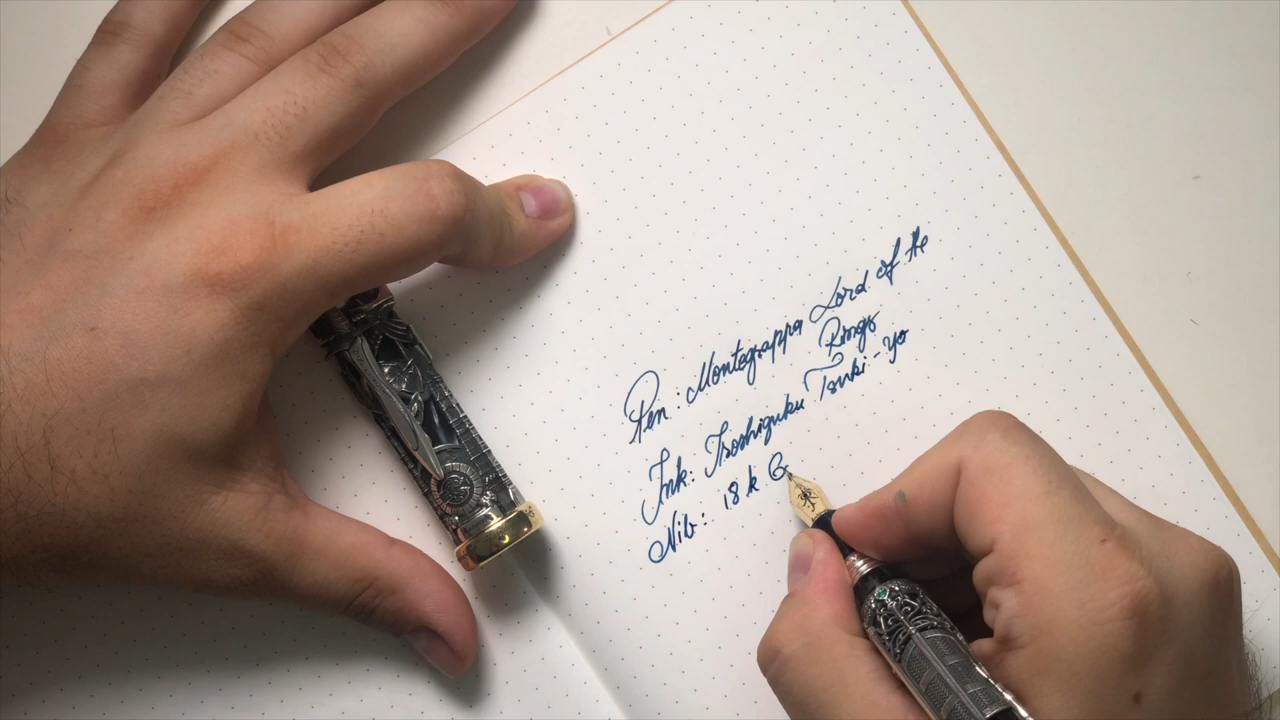 Pen: Montegrappa Lord of the
Rings
Ink: Iroshizuku Tsuki-yo
Nib: 18 k G